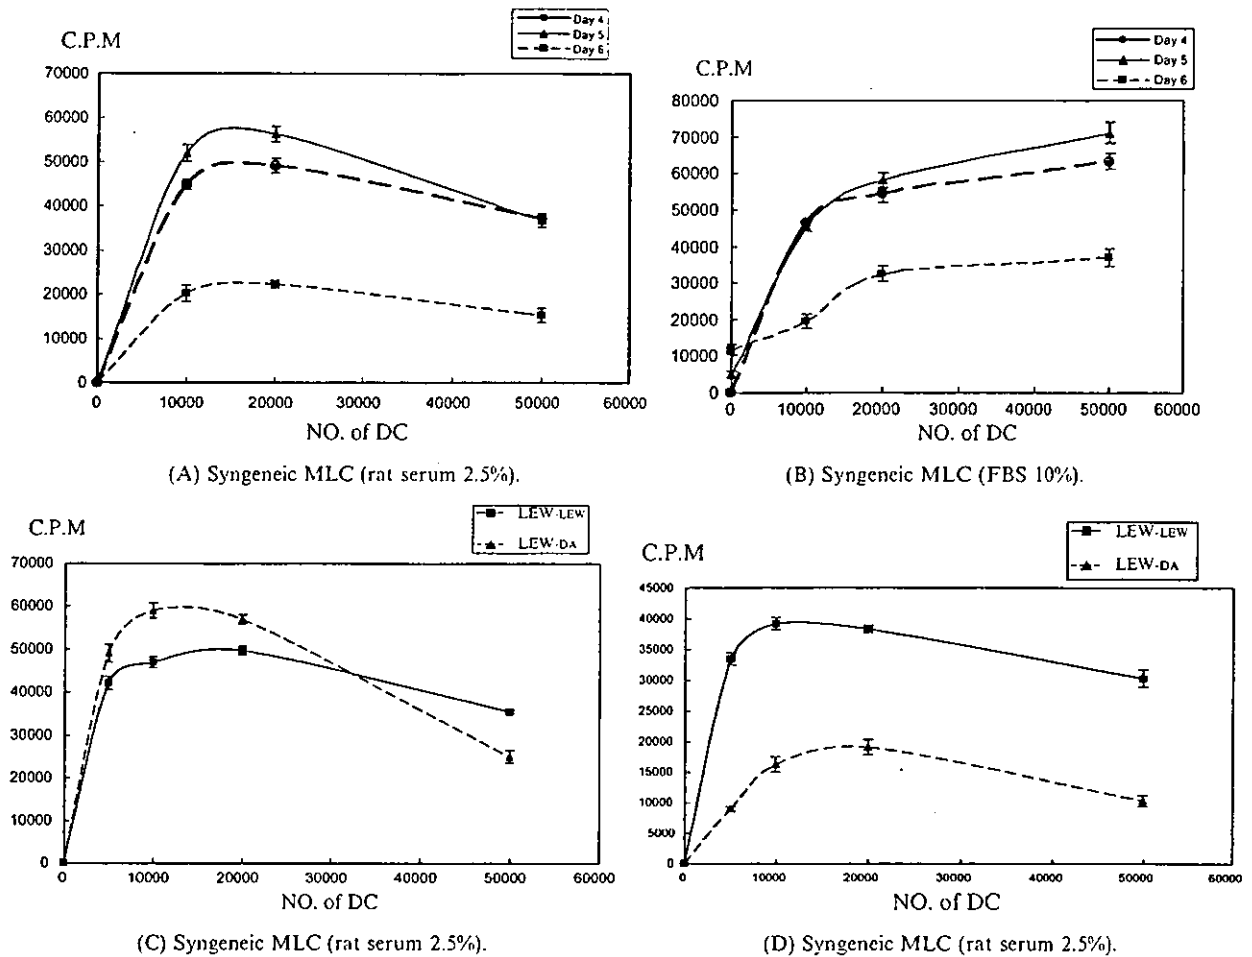 Day 4
Day 5
Day 6
C.P.M
70000
60000
50000
40000
30000
20000
10000
0
0 10000 20000 30000 40000 50000 60000
NO. of DC
(A) Syngeneic MLC (rat serum 2.5%).
Day 4
Day 5
Day 6
C.P.M
80000
70000
60000
50000
40000
30000
20000
10000
0
0 10000 20000 30000 40000 50000 60000
NO. of DC
(B) Syngeneic MLC (FBS 10%).
LEW-LEW
LEW-DA
C.P.M
70000
60000
50000
40000
30000
20000
10000
0
0 10000 20000 30000 40000 50000 60000
NO. of DC
(C) Syngeneic MLC (rat serum 2.5%).
LEW-LEW
LEW-DA
C.P.M
45000
40000
35000
30000
25000
20000
15000
10000
5000
0
0 10000 20000 30000 40000 50000 60000
NO. of DC
(D) Syngeneic MLC (rat serum 2.5%).